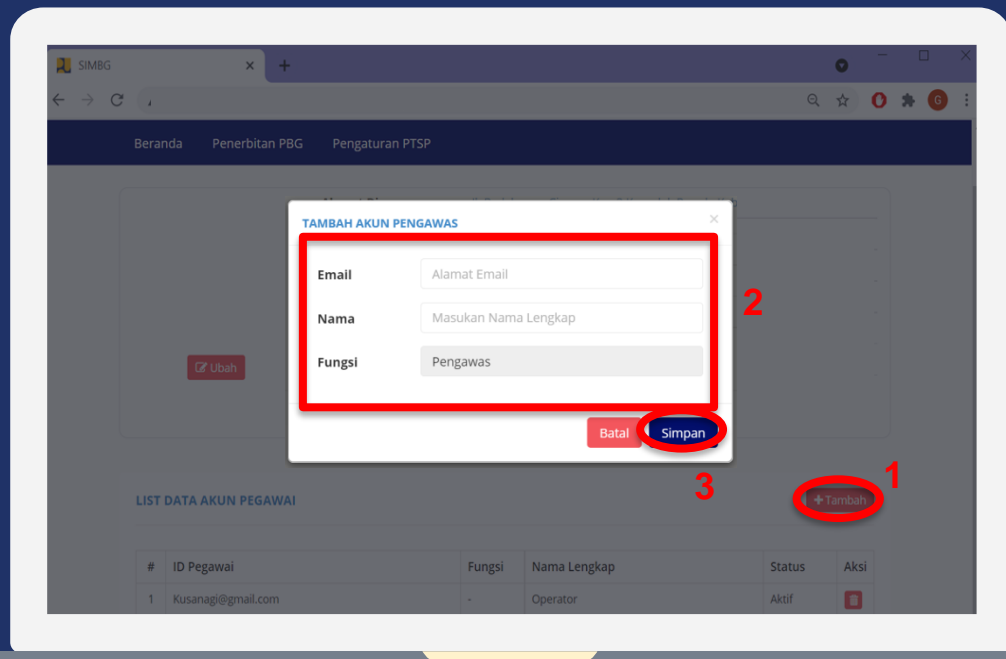 SIMBG
Beranda Penerbitan PBG Pengaturan PTSP
TAMBAH AKUN PENGAWAS
Email Alamat Email
2
Nama Masukan Nama Lengkap
Fungsi Pengawas
Ubah
Batal Simpan
3
1
LIST DATA AKUN PEGAWAI
+Tambah
# ID Pegawai Fungsi Nama Lengkap Status Aksi
1 Kusanagi@gmail.com - Operator Aktif